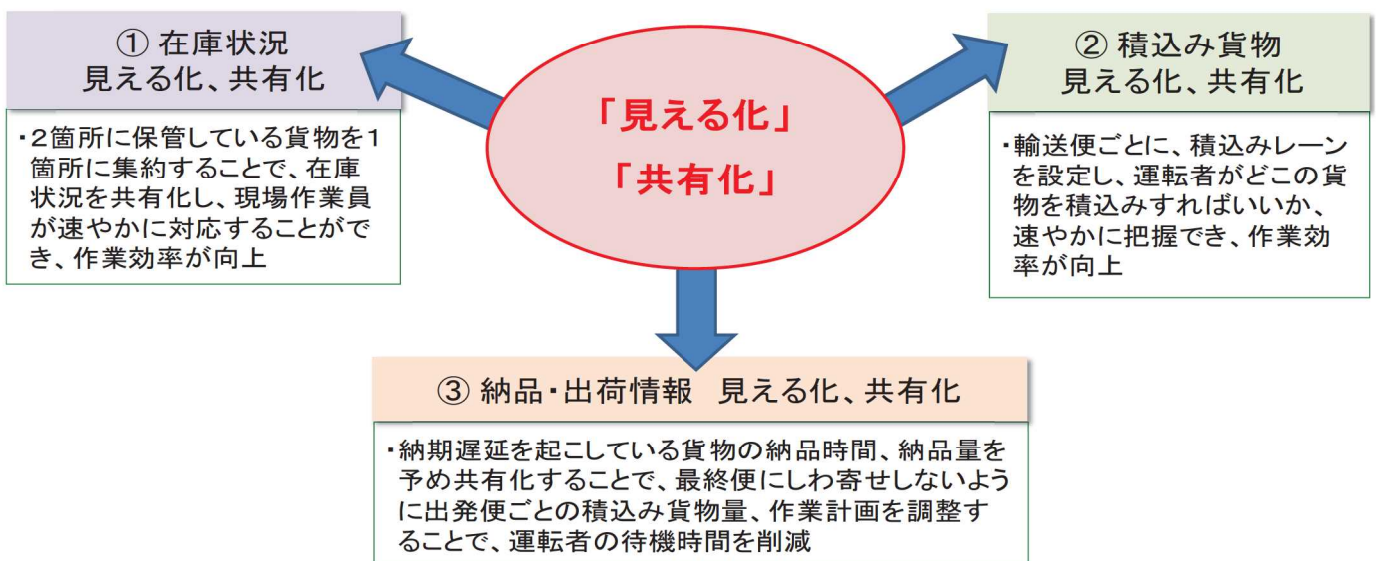 ① 在庫状況
見える化、共有化
・2箇所に保管している貨物を1
箇所に集約することで、在庫
状況を共有化し、現場作業員
が速やかに対応することがで
き、作業効率が向上
「見える化」
「共有化」
② 積込み貨物
見える化、共有化
・輸送便ごとに、積込みレーン
を設定し、運転者がどこの貨
物を積込みすればいいか、
速やかに把握でき、作業効
率が向上
③ 納品・出荷情報　見える化、共有化
・納期遅延を起こしている貨物の納品時間、納品量を
予め共有化することで、最終便にしわ寄せしないよう
に出発便ごとの積込み貨物量、作業計画を調整す
ることで、運転者の待機時間を削減